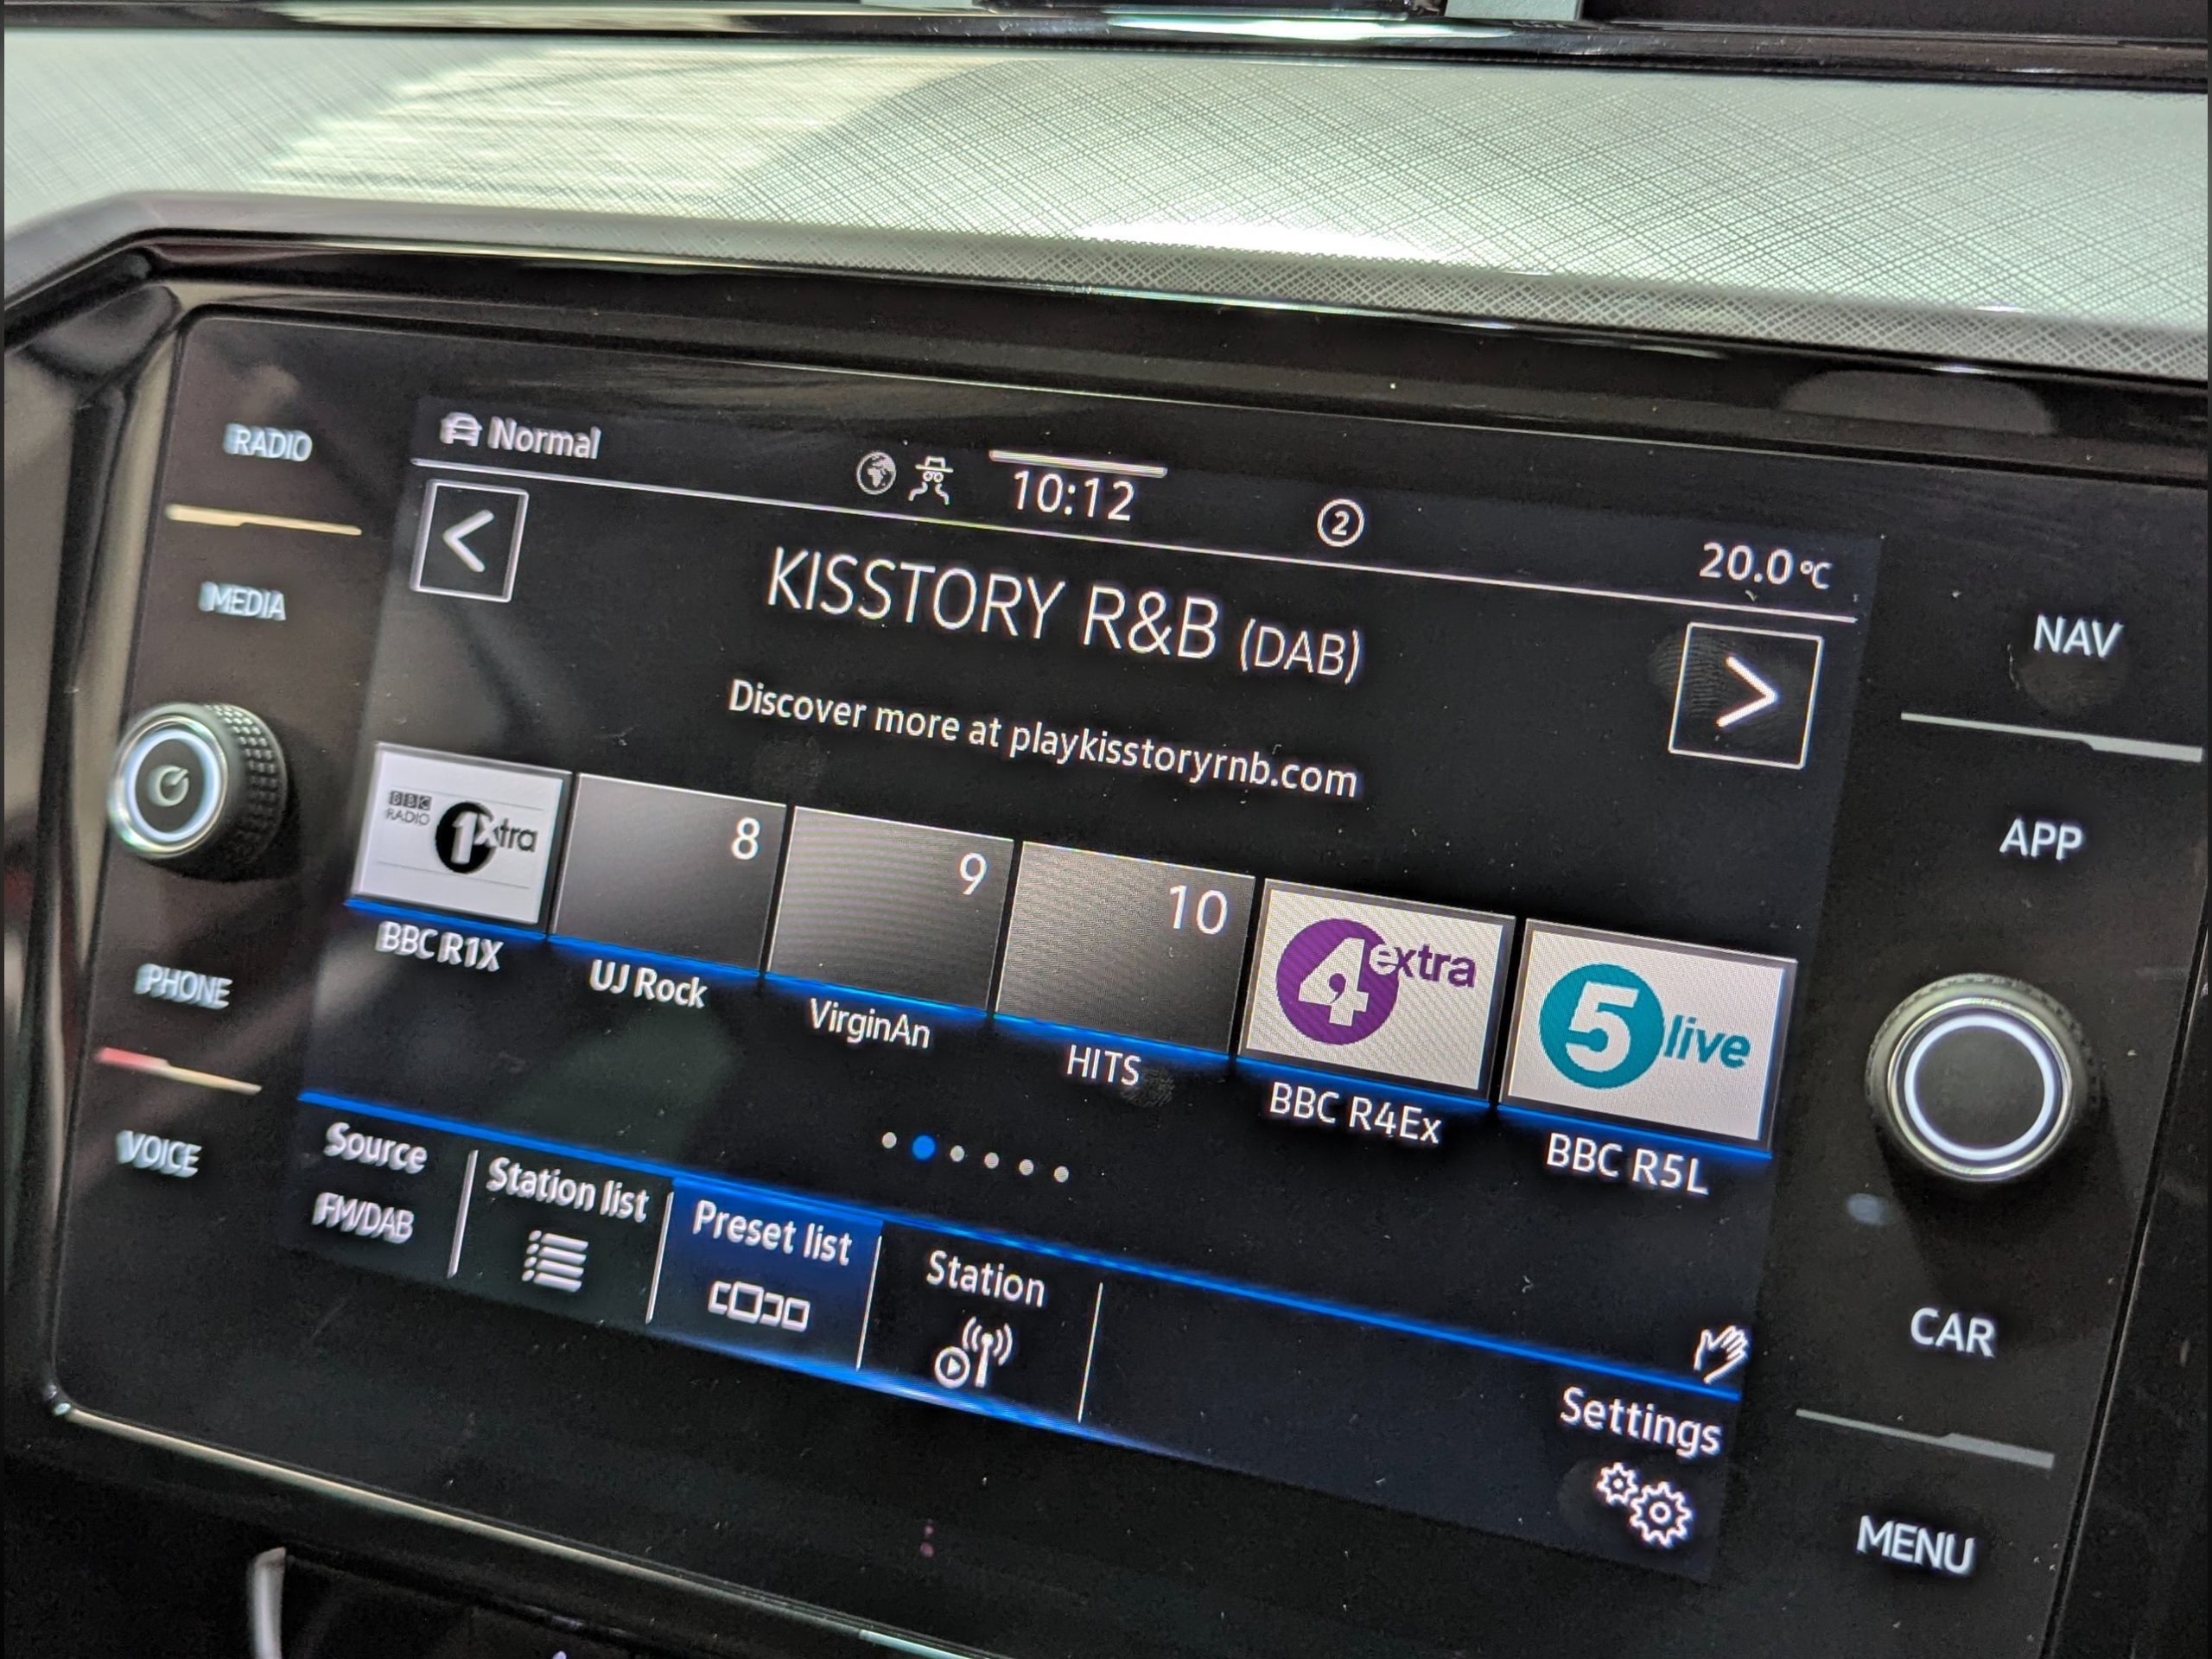 RADIO
MEDIA
PHONE
VOICE
Normal
10:12
2
20.0 °C
KISSTORY R&B (DAB)
Discover more at playkisstoryrnb.com
BBC
RADIO
1Xtra
8
9
10
4 extra
5 live
BBC R1X
UJ Rock
VirginAn
HITS
BBC R4Ex
BBC R5L
Source
FM/DAB
Station list
Preset list
Station
Settings
NAV
APP
CAR
MENU